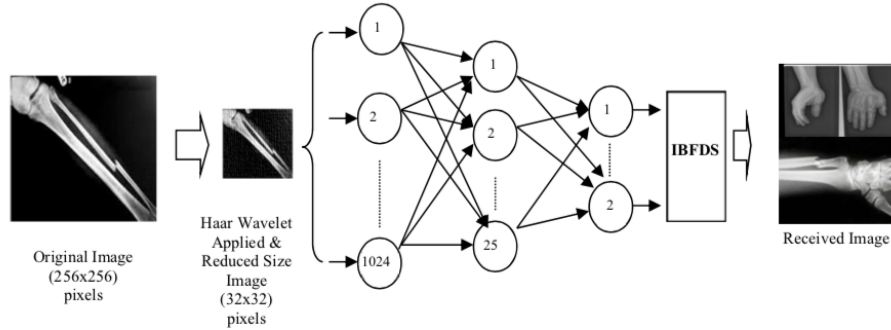 Original Image
(256x256)
pixels
Haar Wavelet
Applied &
Reduced Size
Image
(32x32)
pixels
1
2
1024
1
2
25
1
2
IBFDS
Received Image